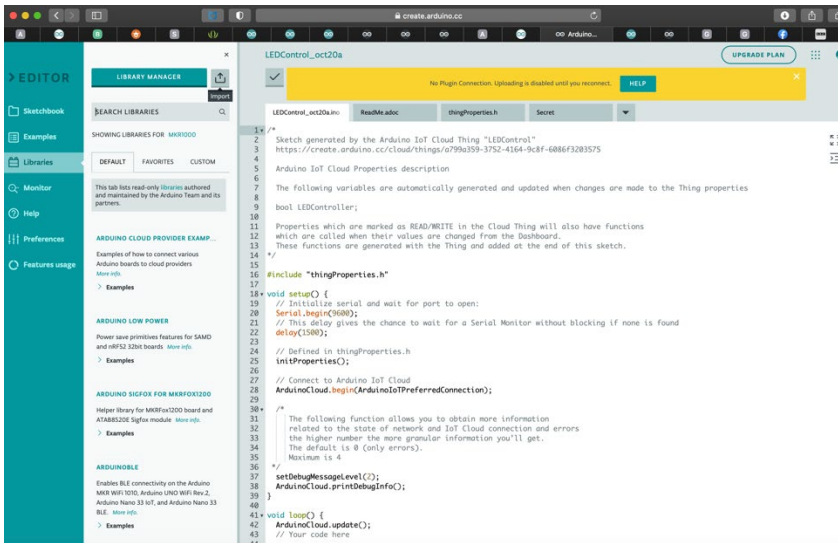 create.arduino.cc
Arduino...
EDITOR
Sketchbook
Examples
Libraries
Monitor
Help
Preferences
Features usage
LIBRARY MANAGER
Import
SEARCH LIBRARIES
SHOWING LIBRARIES FOR MKR1000
DEFAULT FAVORITES CUSTOM
This tab lists read-only libraries authored
and maintained by the Arduino Team and its
partners.
ARDUINO CLOUD PROVIDER EXAMP...
Examples of how to connect various
Arduino boards to cloud providers
More info.
Examples
ARDUINO LOW POWER
Power save primitives features for SAMD
and nRF52 32bit boards More info.
Examples
ARDUINO SIGFOX FOR MKRFOX1200
Helper library for MKRFox1200 board and
ATAB8520E Sigfox module More info.
Examples
ARDUINOBLE
Enables BLE connectivity on the Arduino
MKR WiFi 1010, Arduino UNO WiFi Rev.2,
Arduino Nano 33 IoT, and Arduino Nano 33
BLE. More info.
Examples
LEDControl_oct20a
UPGRADE PLAN
No Plugin Connection. Uploading is disabled until you reconnect. HELP
LEDControl_oct20a.ino ReadMe.adoc thingProperties.h Secret
1 /*
2 Sketch generated by the Arduino IoT Cloud Thing "LEDControl"
3 https://create.arduino.cc/cloud/things/a799a359-3752-4164-9c8f-6086f3203575
4
5 Arduino IoT Cloud Properties description
6
7 The following variables are automatically generated and updated when changes are made to the Thing properties
8
9 bool LEDController;
10
11 Properties which are marked as READ/WRITE in the Cloud Thing will also have functions
12 which are called when their values are changed from the Dashboard.
13 These functions are generated with the Thing and added at the end of this sketch.
14 */
15
16 #include "thingProperties.h"
17
18 void setup() {
19 // Initialize serial and wait for port to open:
20 Serial.begin(9600);
21 // This delay gives the chance to wait for a Serial Monitor without blocking if none is found
22 delay(1500);
23
24 // Defined in thingProperties.h
25 initProperties();
26
27 // Connect to Arduino IoT Cloud
28 ArduinoCloud.begin(ArduinoIoTPreferredConnection);
29
30 /*
31 The following function allows you to obtain more information
32 related to the state of network and IoT Cloud connection and errors
33 the higher number the more granular information you'll get.
34 The default is 0 (only errors).
35 Maximum is 4
36 */
37 setDebugMessageLevel(2);
38 ArduinoCloud.printDebugInfo();
39 }
40
41 void loop() {
42 ArduinoCloud.update();
43 // Your code here